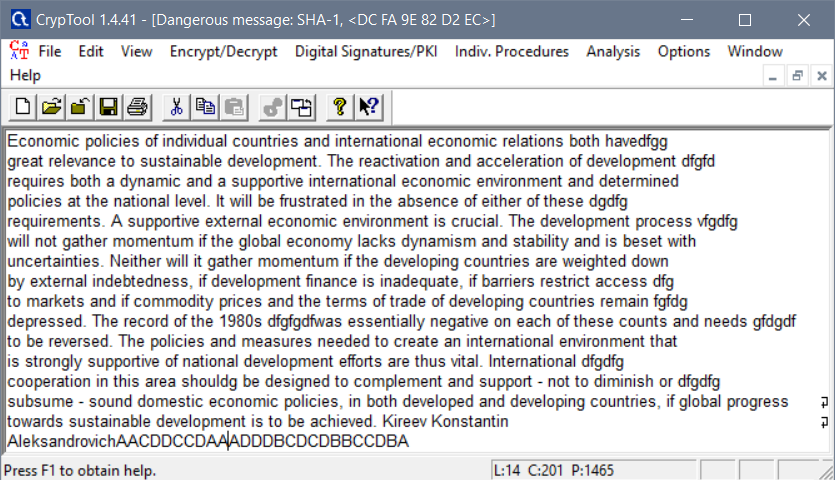 CrypTool 1.4.41 - [Dangerous message: SHA-1, <DC FA 9E 82 D2 EC>]
File Edit View Encrypt/Decrypt Digital Signatures/PKI Indiv. Procedures Analysis Options Window
Help
Economic policies of individual countries and international economic relations both havedfgg
great relevance to sustainable development. The reactivation and acceleration of development dfgfd
requires both a dynamic and a supportive international economic environment and determined
policies at the national level. It will be frustrated in the absence of either of these dgdfg
requirements. A supportive external economic environment is crucial. The development process vfgdfg
will not gather momentum if the global economy lacks dynamism and stability and is beset with
uncertainties. Neither will it gather momentum if the developing countries are weighted down
by external indebtedness, if development finance is inadequate, if barriers restrict access dfg
to markets and if commodity prices and the terms of trade of developing countries remain fgfdg
depressed. The record of the 1980s dfgfgdfwas essentially negative on each of these counts and needs gfdgdf
to be reversed. The policies and measures needed to create an international environment that
is strongly supportive of national development efforts are thus vital. International dfgdfg
cooperation in this area shouldg be designed to complement and support - not to diminish or dfgdfg
subsume - sound domestic economic policies, in both developed and developing countries, if global progress
towards sustainable development is to be achieved. Kireev Konstantin
AleksandrovichAACDDCCDAAADDDBCDCDBBCCDBA
Press F1 to obtain help. L:14 C:201 P:1465